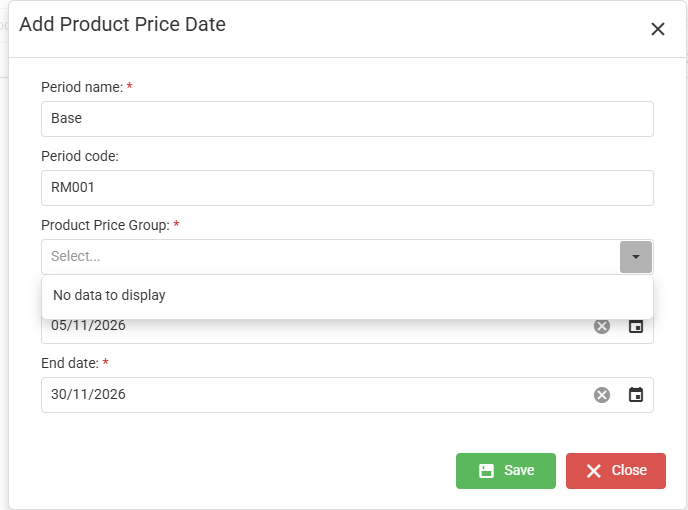 Add Product Price Date
Period name: *
Base
Period code:
RM001
Product Price Group: *
Select...
No data to display
05/11/2026
End date: *
30/11/2026
Save
Close